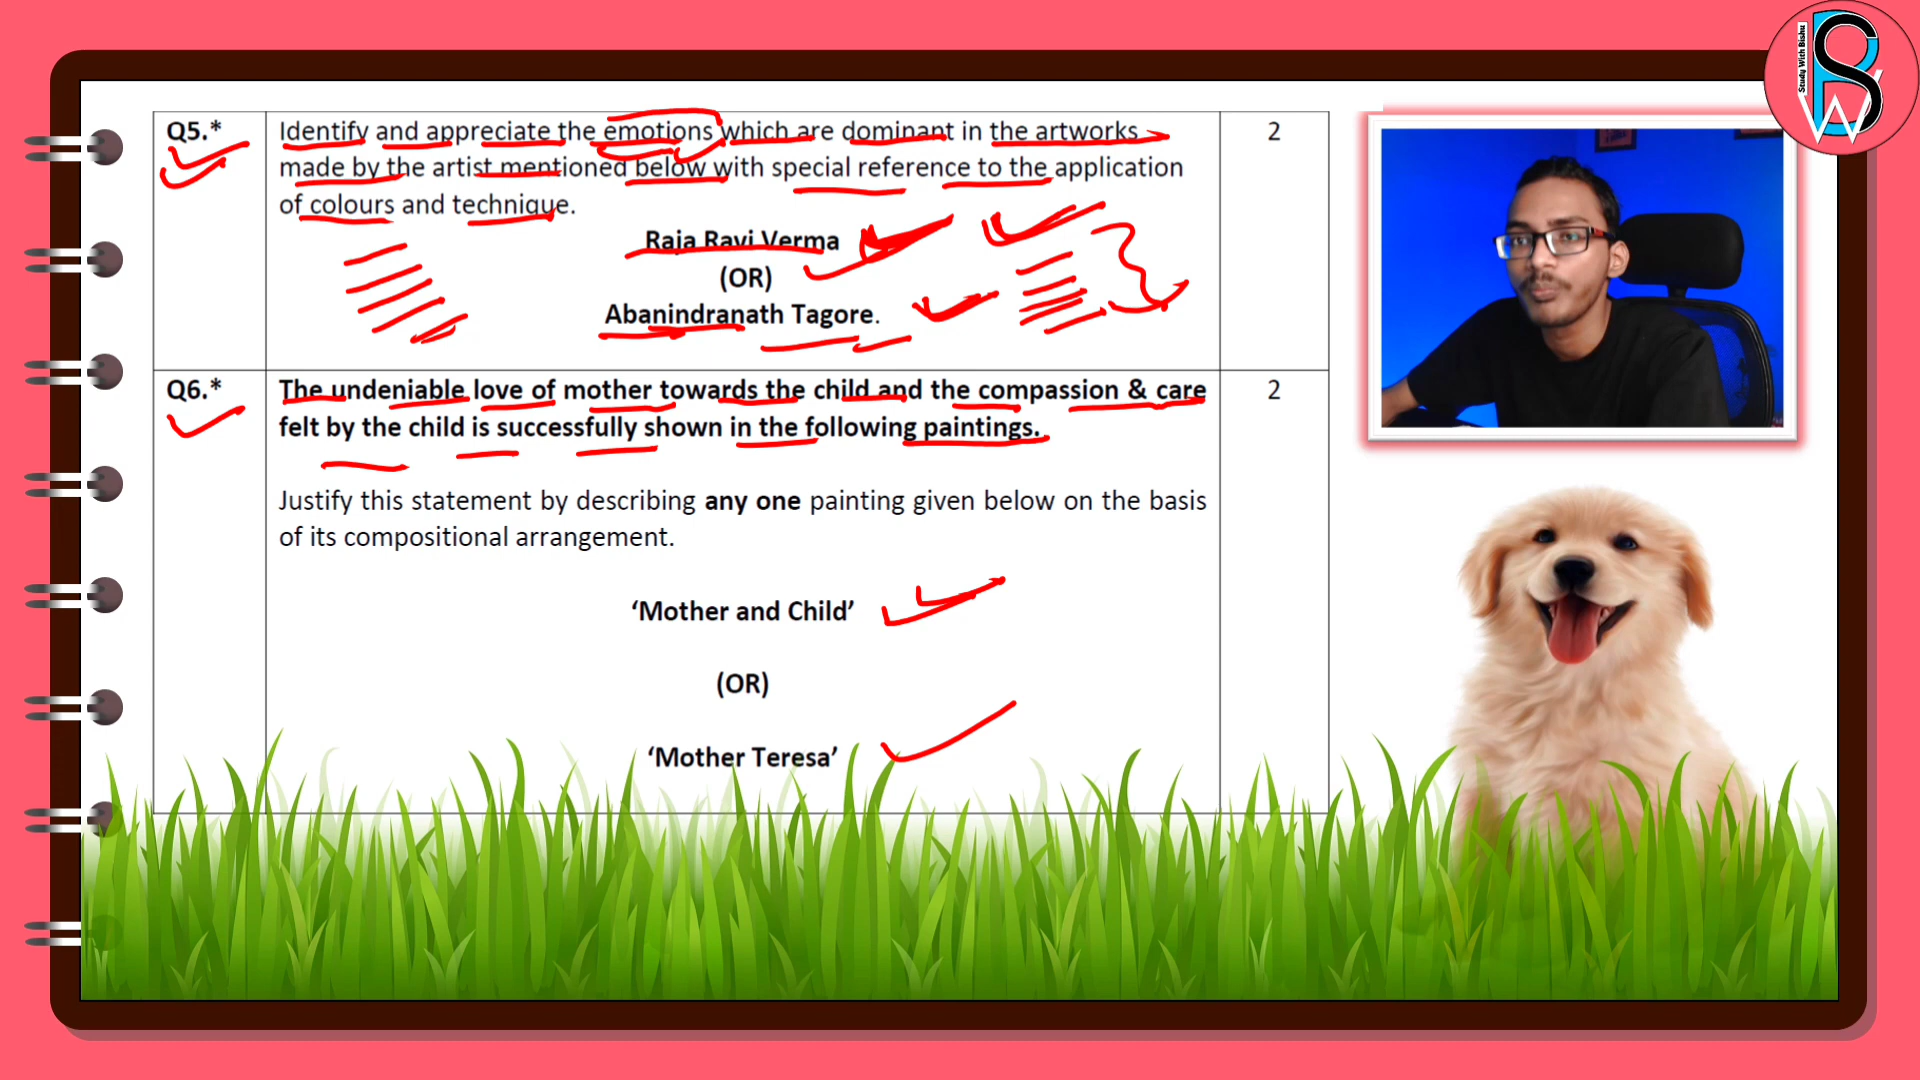 Study With Bishu
SBW
Q5.* Identify and appreciate the emotions which are dominant in the artworks 2
made by the artist mentioned below with special reference to the application
of colours and technique.
Raja Ravi Verma
(OR)
Abanindranath Tagore.
Q6.* The undeniable love of mother towards the child and the compassion & care 2
felt by the child is successfully shown in the following paintings.
Justify this statement by describing any one painting given below on the basis
of its compositional arrangement.
‘Mother and Child’
(OR)
‘Mother Teresa’